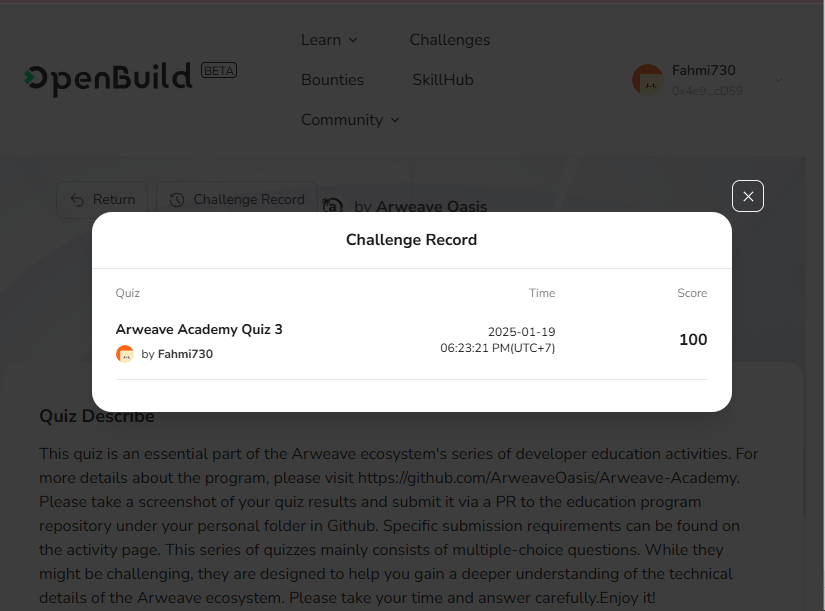 Learn
Challenges
OpenBuild BETA
Bounties
SkillHub
Fahmi730
0x4e9...cD59
Community
Return
Challenge Record
by Arweave Oasis
Challenge Record
Quiz
Time
Score
Arweave Academy Quiz 3
by Fahmi730
2025-01-19
06:23:21 PM(UTC+7)
100
Quiz Describe
This quiz is an essential part of the Arweave ecosystem's series of developer education activities. For
more details about the program, please visit https://github.com/ArweaveOasis/Arweave-Academy.
Please take a screenshot of your quiz results and submit it via a PR to the education program
repository under your personal folder in Github. Specific submission requirements can be found on
the activity page. This series of quizzes mainly consists of multiple-choice questions. While they
might be challenging, they are designed to help you gain a deeper understanding of the technical
details of the Arweave ecosystem. Please take your time and answer carefully.Enjoy it!